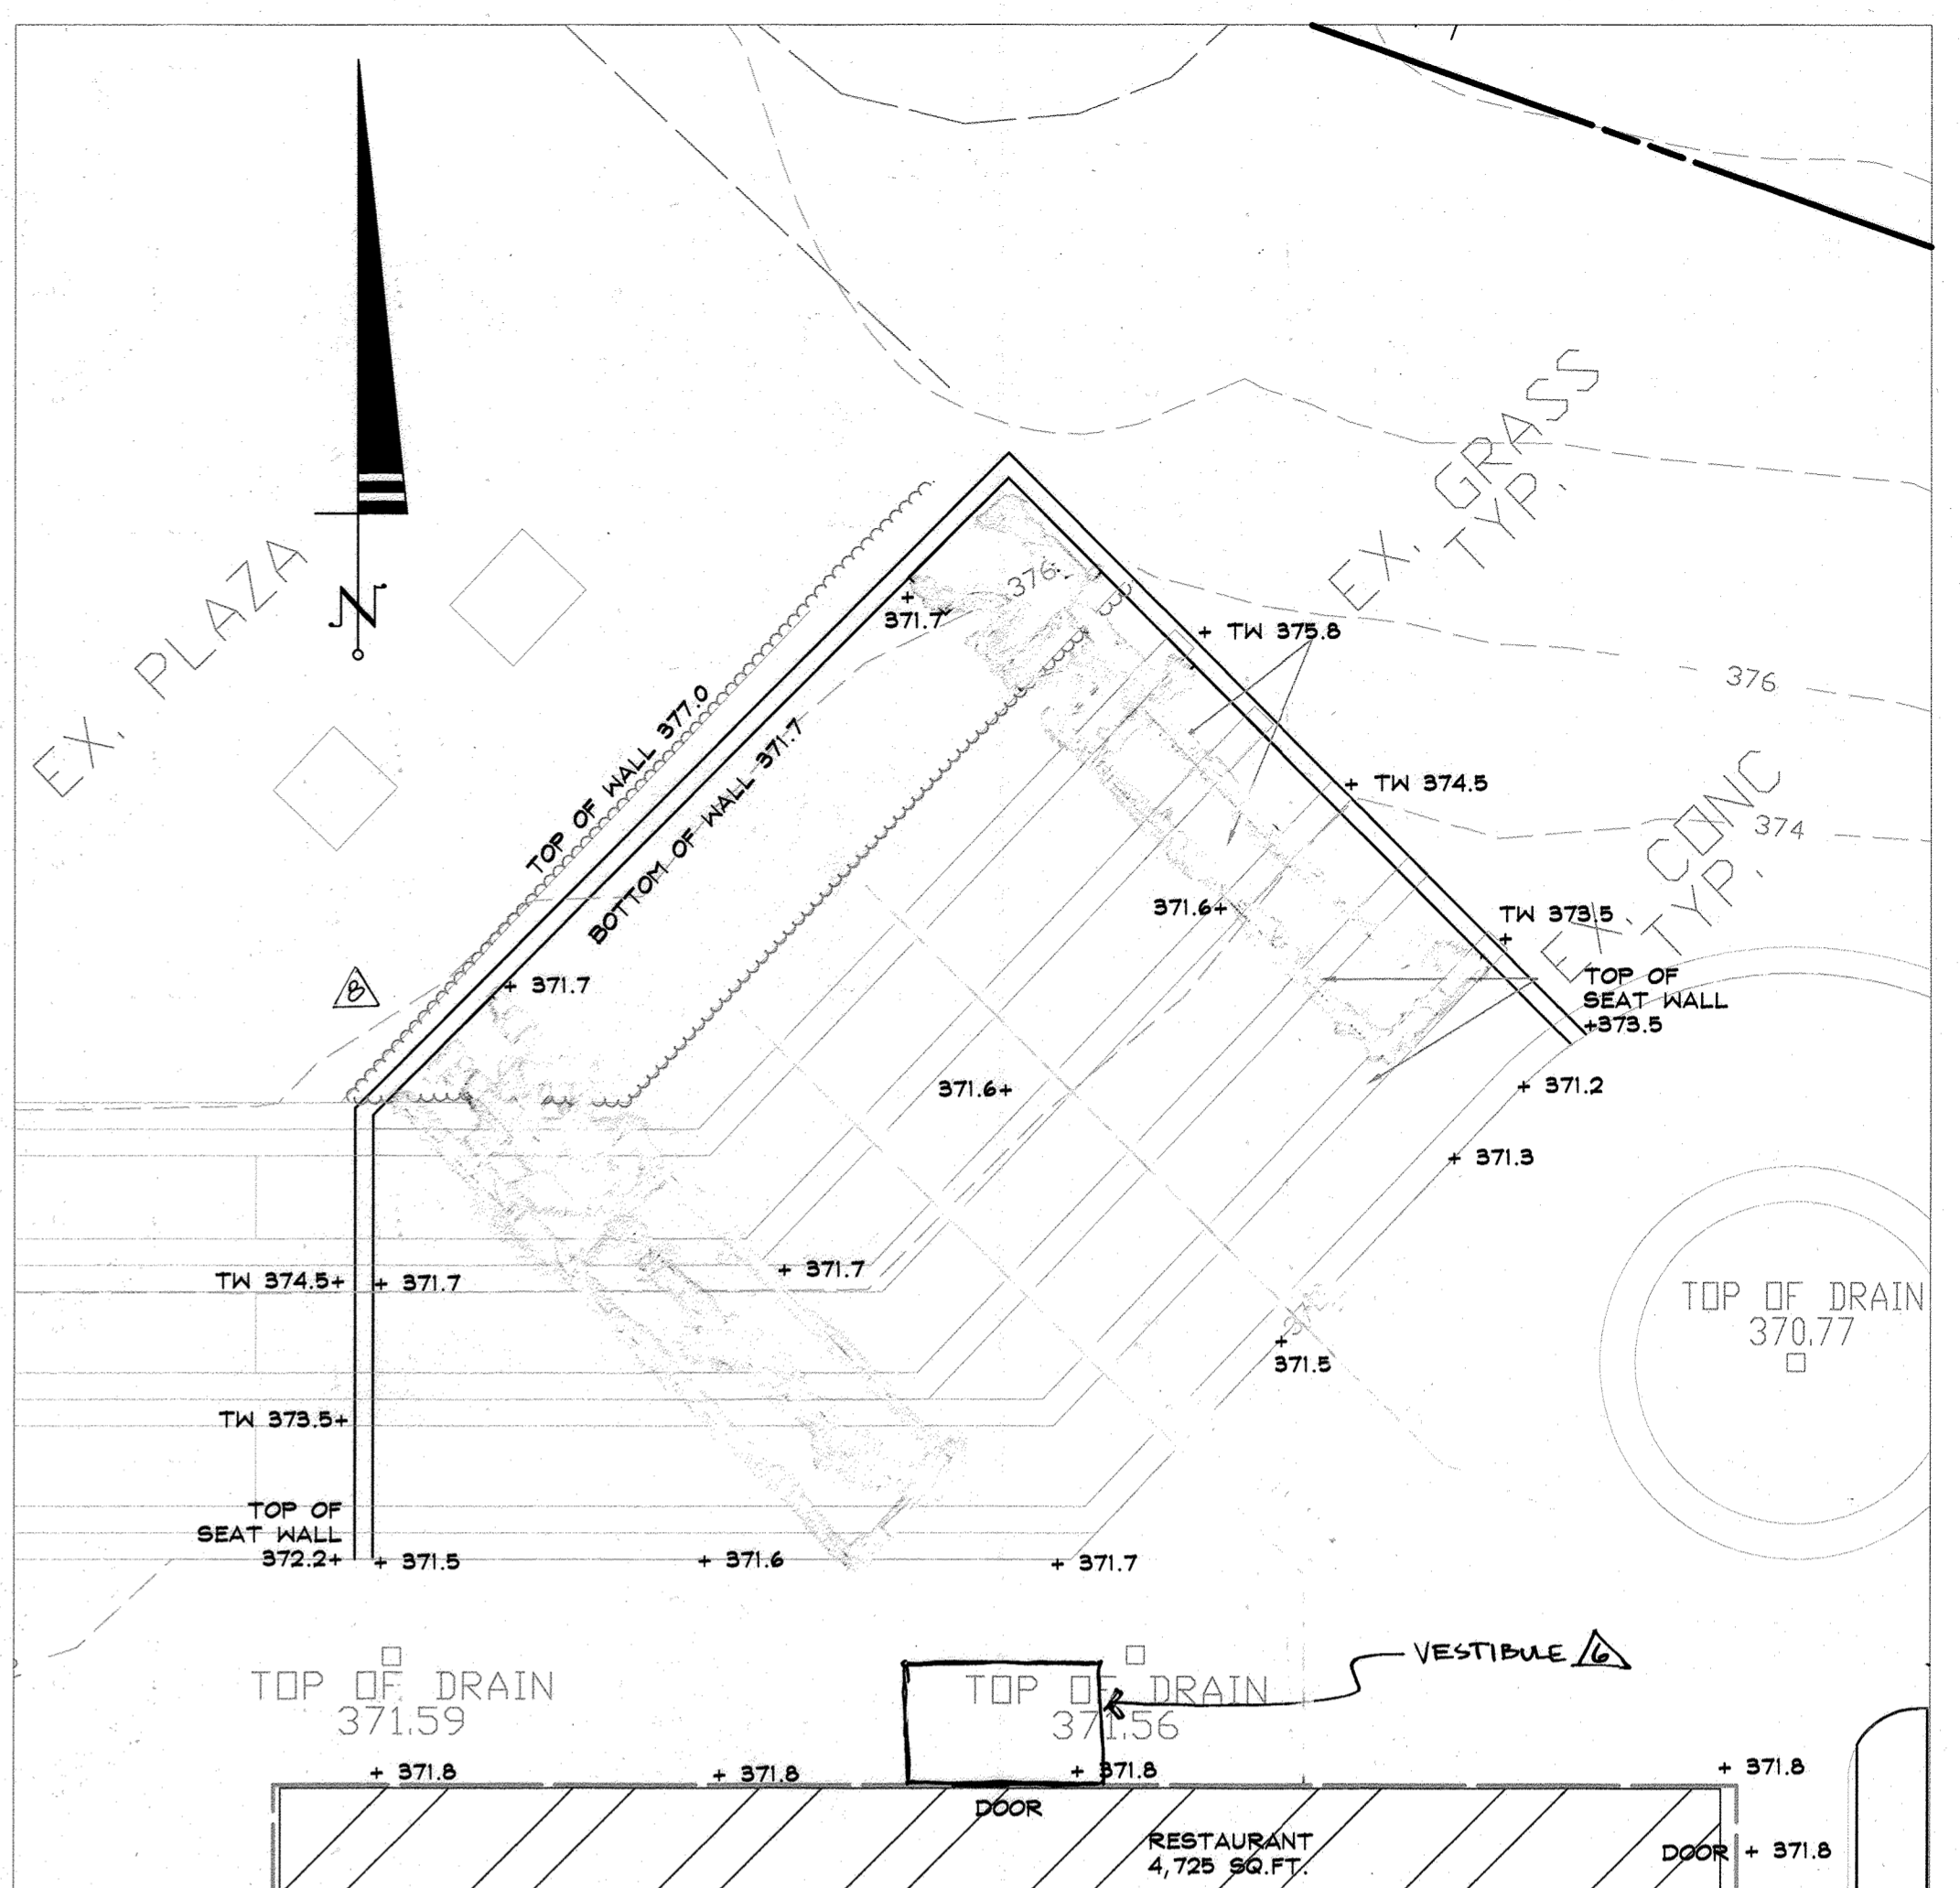 EX. PLAZA
N
EX. GRASS
TYP.
376
371.7
TW 375.8
376
TOP OF WALL 377.0
BOTTOM OF WALL 371.7
TW 374.5
374
EX. CONC
TYP.
371.6+
TW 373.5
TOP OF
SEAT WALL
+373.5
8
371.7
371.6+
371.2
371.3
371.7
TW 374.5+
371.7
TOP OF DRAIN
370.77
371.5
TW 373.5+
TOP OF
SEAT WALL
372.2+
371.5
371.6
371.7
VESTIBULE 6
TOP OF DRAIN
371.59
TOP OF DRAIN
371.56
371.8
371.8
371.8
371.8
DOOR
RESTAURANT
4,725 SQ.FT.
DOOR + 371.8